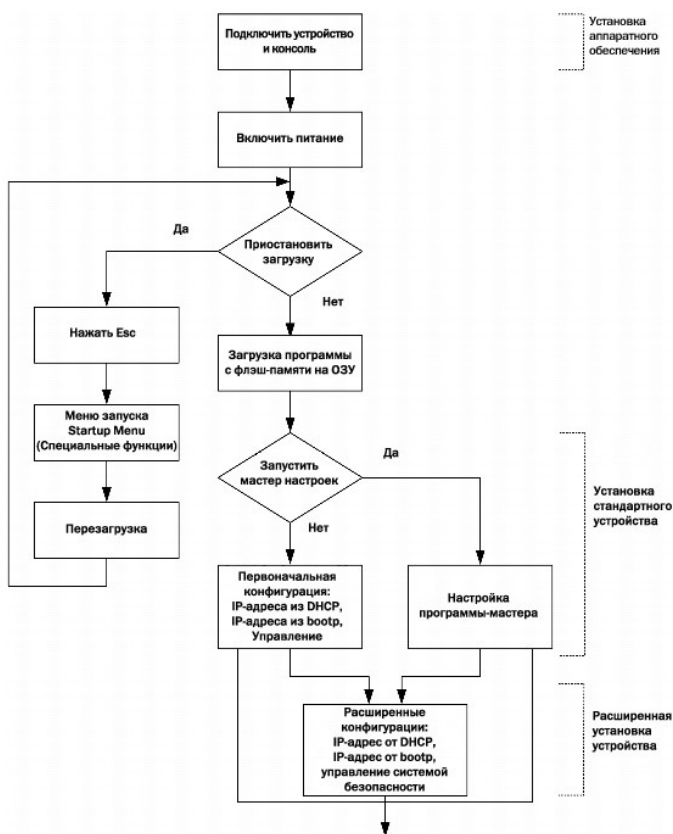 Подключить устройство
и консоль
Установка
аппаратного
обеспечения
Включить питание
Да
Приостановить
загрузку
Нет
Нажать Esc
Загрузка программы
с флэш-памяти на ОЗУ
Меню запуска
Startup Menu
(Специальные функции)
Запустить
мастер настроек
Да
Установка
стандартного
устройства
Перезагрузка
Нет
Первоначальная
конфигурация:
IP-адреса из DHCP,
IP-адреса из bootp,
Управление
Настройка
программы-мастера
Расширенные
конфигурации:
IP-адрес от DHCP,
IP-адрес от bootp,
управление системой
безопасности
Расширенная
установка
устройства